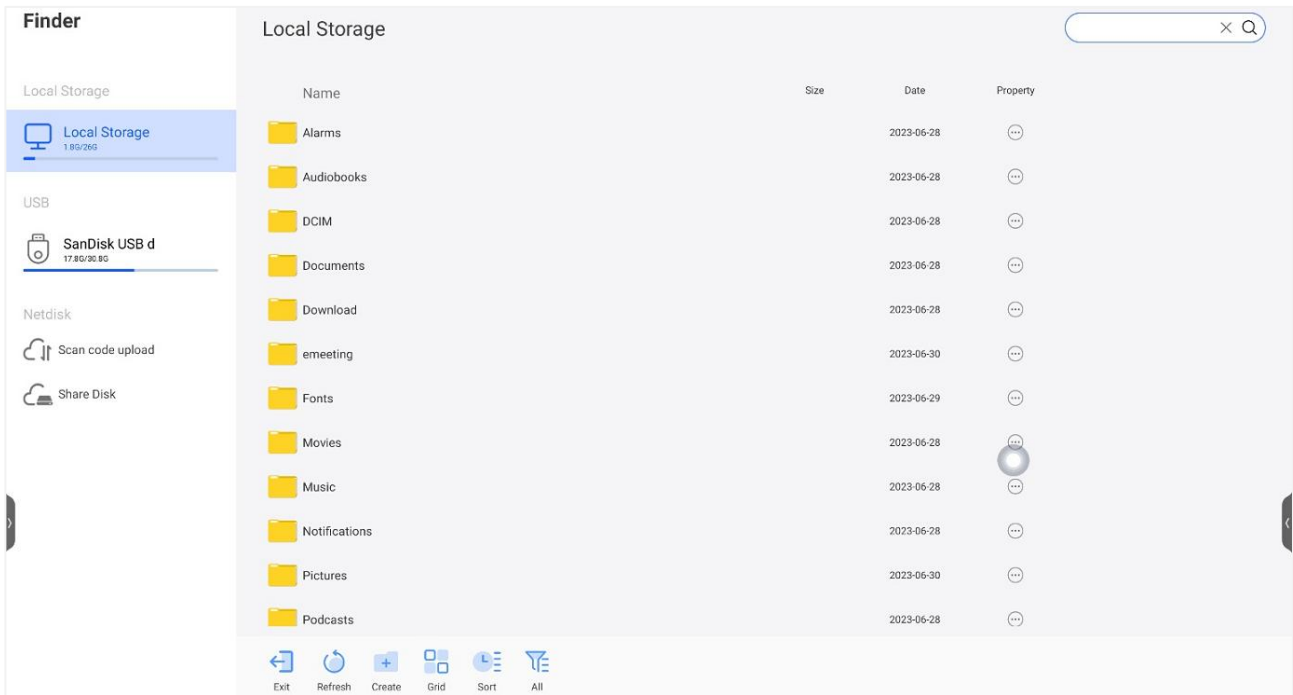 Finder
Local Storage
Local Storage
Local Storage
1.8G/26G
USB
SanDisk USB d
17.8G/30.8G
Netdisk
Scan code upload
Share Disk
Name Size Date Property
Alarms 2023-06-28
Audiobooks 2023-06-28
DCIM 2023-06-28
Documents 2023-06-28
Download 2023-06-28
emeeting 2023-06-30
Fonts 2023-06-29
Movies 2023-06-28
Music 2023-06-28
Notifications 2023-06-28
Pictures 2023-06-30
Podcasts 2023-06-28
Exit Refresh Create Grid Sort All